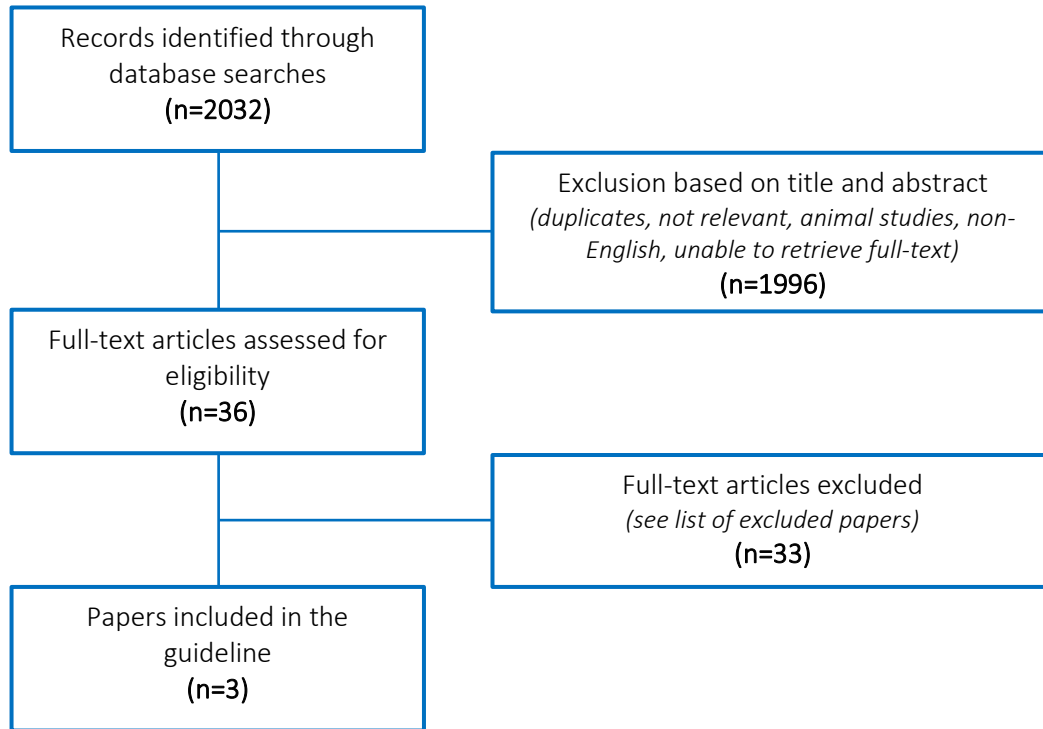 Records identified through
database searches
(n=2032)
Exclusion based on title and abstract
(duplicates, not relevant, animal studies, non-
English, unable to retrieve full-text)
(n=1996)
Full-text articles assessed for
eligibility
(n=36)
Full-text articles excluded
(see list of excluded papers)
(n=33)
Papers included in the
guideline
(n=3)